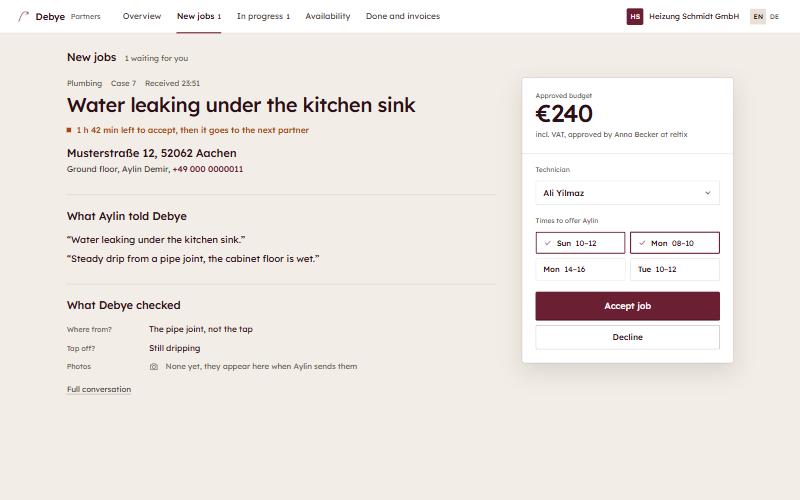 Debye Partners Overview New jobs 1 In progress 1 Availability Done and invoices HS Heizung Schmidt GmbH EN DE
New jobs 1 waiting for you
Plumbing Case 7 Received 23:51
Water leaking under the kitchen sink
1 h 42 min left to accept, then it goes to the next partner
Musterstraße 12, 52062 Aachen
Ground floor, Aylin Demir, +49 000 0000011
What Aylin told Debye
“Water leaking under the kitchen sink.”
“Steady drip from a pipe joint, the cabinet floor is wet.”
What Debye checked
Where from? The pipe joint, not the tap
Tap off? Still dripping
Photos None yet, they appear here when Aylin sends them
Full conversation
Approved budget
€240
incl. VAT, approved by Anna Becker at reltix
Technician
Ali Yilmaz
Times to offer Aylin
Sun 10–12 Mon 08–10
Mon 14–16 Tue 10–12
Accept job
Decline